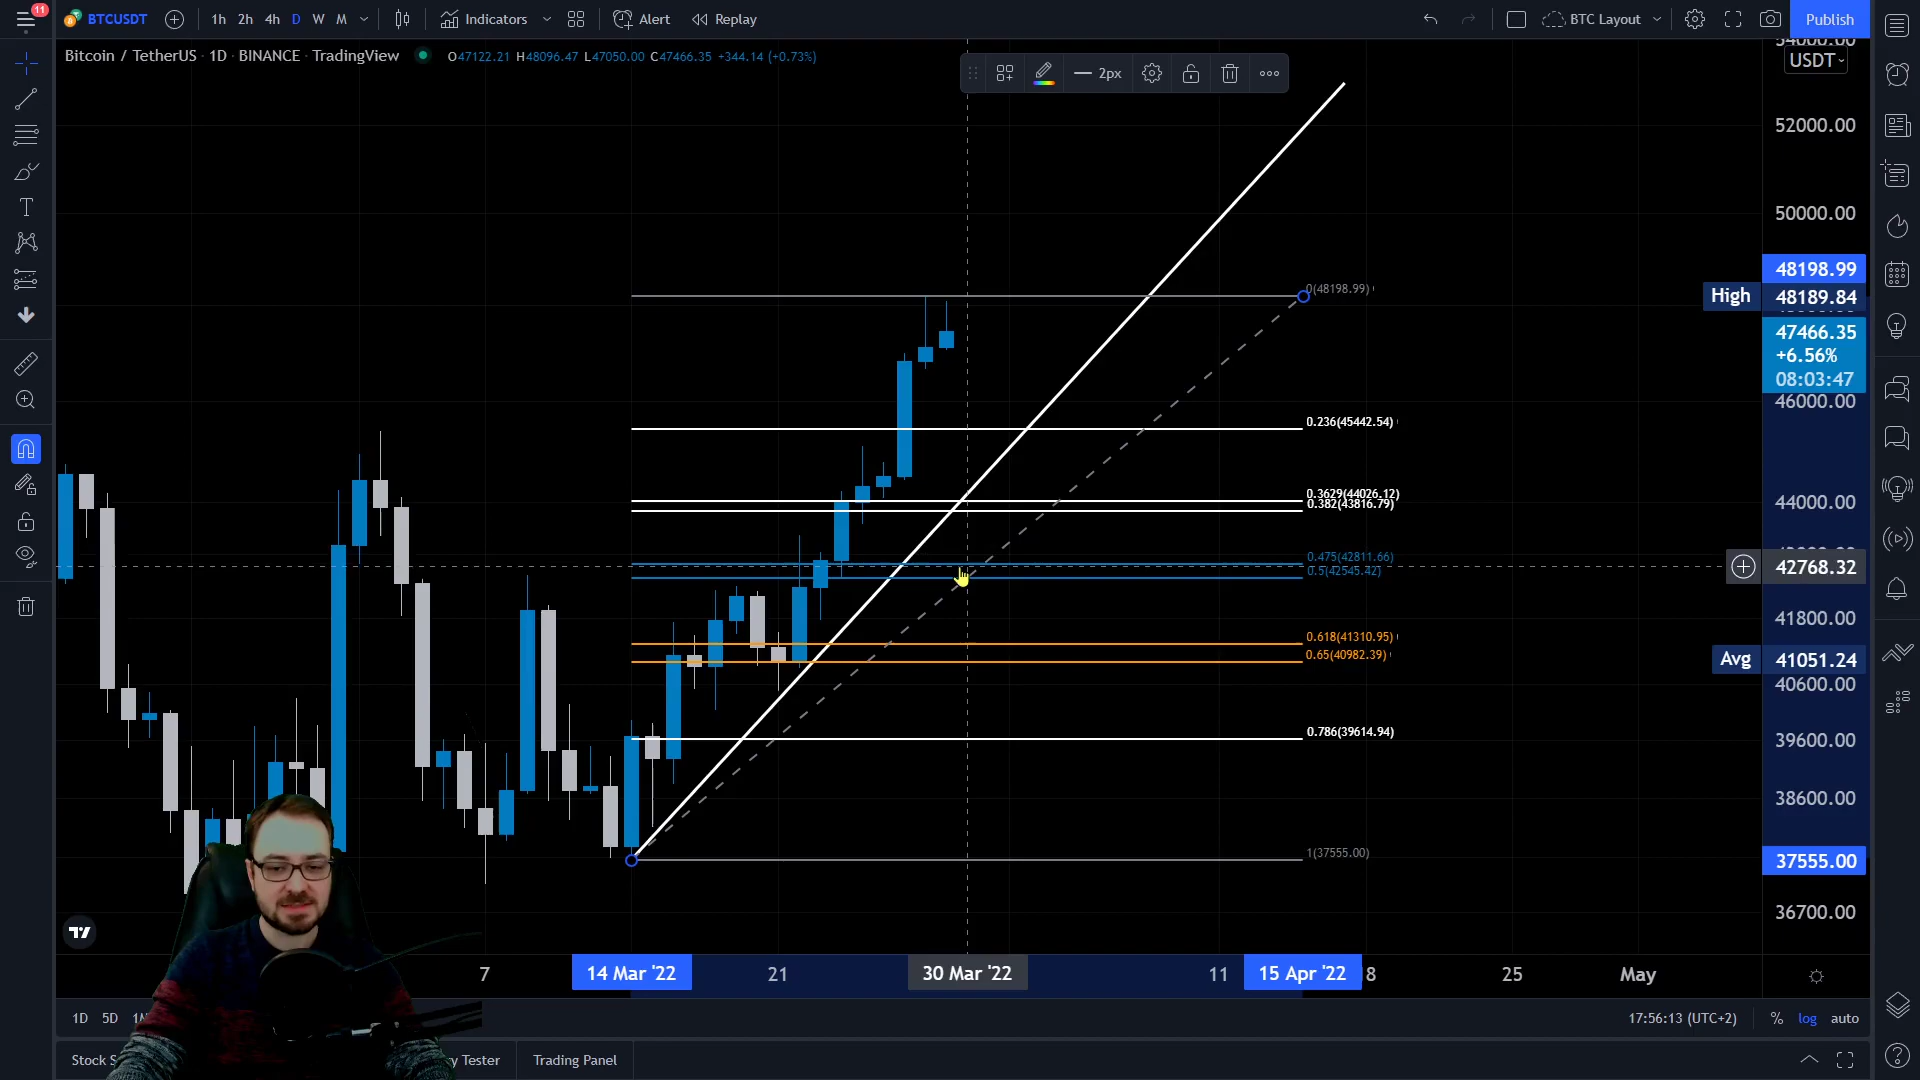 11
BTCUSDT
1h 2h 4h D W M
Indicators
Alert
Replay
BTC Layout
Publish
Bitcoin / TetherUS · 1D · BINANCE · TradingView
O47122.21 H48096.47 L47050.00 C47466.35 +344.14 (+0.73%)
2px
54000.00
USDT
52000.00
50000.00
48198.99
0(48198.99)
High 48189.84
47466.35
+6.56%
08:03:47
46000.00
0.236(45442.54)
0.3629(44026.12)
44000.00
0.382(43816.79)
0.475(42811.66)
42768.32
0.5(42545.42)
41800.00
0.618(41310.95)
0.65(40982.39)
Avg 41051.24
40600.00
0.786(39614.94)
39600.00
38600.00
1(37555.00)
37555.00
36700.00
7 14 Mar '22 21 30 Mar '22 11 15 Apr '22 8 25 May
1D 5D
17:56:13 (UTC+2) % log auto
Stock Tester Trading Panel